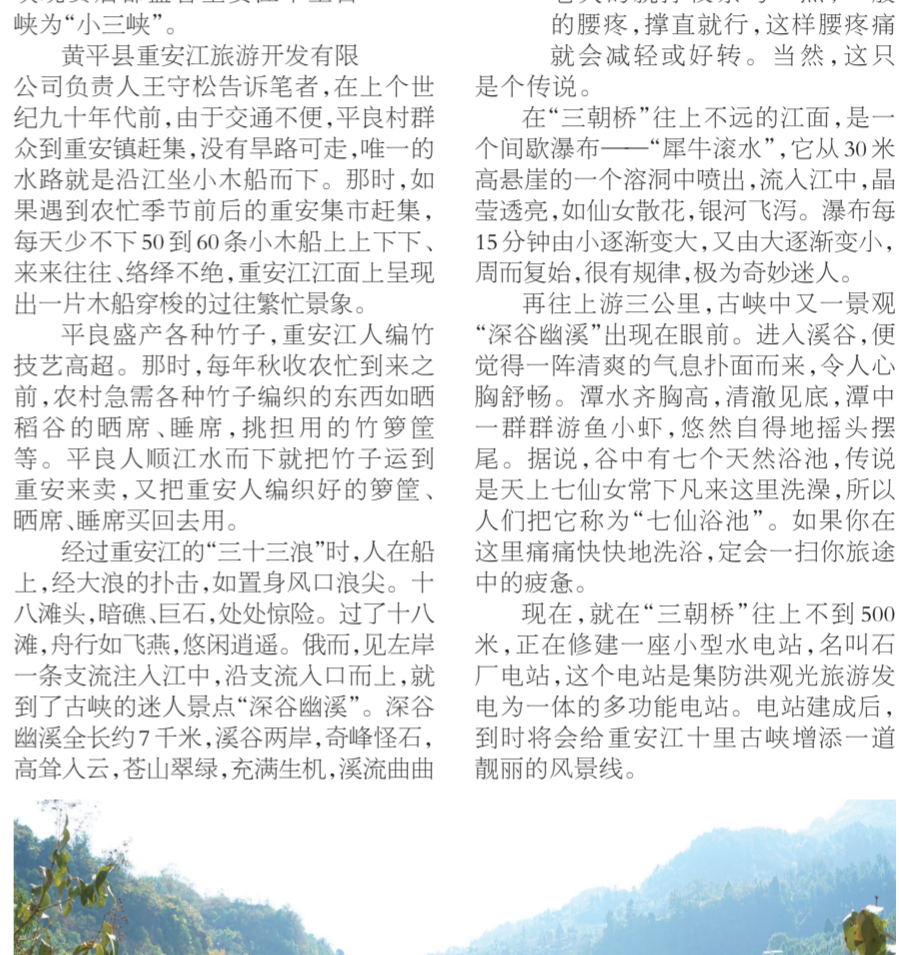 峡为“小三峡”。
黄平县重安江旅游开发有限
公司负责人王守松告诉笔者，在上个世
纪九十年代前，由于交通不便，平良村群
众到重安镇赶集，没有旱路可走，唯一的
水路就是沿江坐小木船而下。那时，如
果遇到农忙季节前后的重安集市赶集，
每天少不下50到60条小木船上上下下、
来来往往、络绎不绝，重安江江面上呈现
出一片木船穿梭的过往繁忙景象。
平良盛产各种竹子，重安江人编竹
技艺高超。那时，每年秋收农忙到来之
前，农村急需各种竹子编织的东西如晒
稻谷的晒席、睡席，挑担用的竹箩筐
等。平良人顺江水而下就把竹子运到
重安来卖，又把重安人编织好的箩筐、
晒席、睡席买回去用。
经过重安江的“三十三浪”时，人在船
上，经大浪的扑击，如置身风口浪尖。十
八滩头，暗礁、巨石，处处惊险。过了十八
滩，舟行如飞燕，悠闲逍遥。俄而，见左岸
一条支流注入江中，沿支流入口而上，就
到了古峡的迷人景点“深谷幽溪”。深谷
幽溪全长约7千米，溪谷两岸，奇峰怪石，
高耸入云，苍山翠绿，充满生机，溪流曲曲
的腰疼，撑直就行，这样腰疼痛
就会减轻或好转。当然，这只
是个传说。
在“三朝桥”往上不远的江面，是一
个间歇瀑布——“犀牛滚水”，它从30米
高悬崖的一个溶洞中喷出，流入江中，晶
莹透亮，如仙女散花，银河飞泻。瀑布每
15分钟由小逐渐变大，又由大逐渐变小，
周而复始，很有规律，极为奇妙迷人。
再往上游三公里，古峡中又一景观
“深谷幽溪”出现在眼前。进入溪谷，便
觉得一阵清爽的气息扑面而来，令人心
胸舒畅。潭水齐胸高，清澈见底，潭中
一群群游鱼小虾，悠然自得地摇头摆
尾。据说，谷中有七个天然浴池，传说
是天上七仙女常下凡来这里洗澡，所以
人们把它称为“七仙浴池”。如果你在
这里痛痛快快地洗浴，定会一扫你旅途
中的疲惫。
现在，就在“三朝桥”往上不到500
米，正在修建一座小型水电站，名叫石
厂电站，这个电站是集防洪观光旅游发
电为一体的多功能电站。电站建成后，
到时将会给重安江十里古峡增添一道
靓丽的风景线。